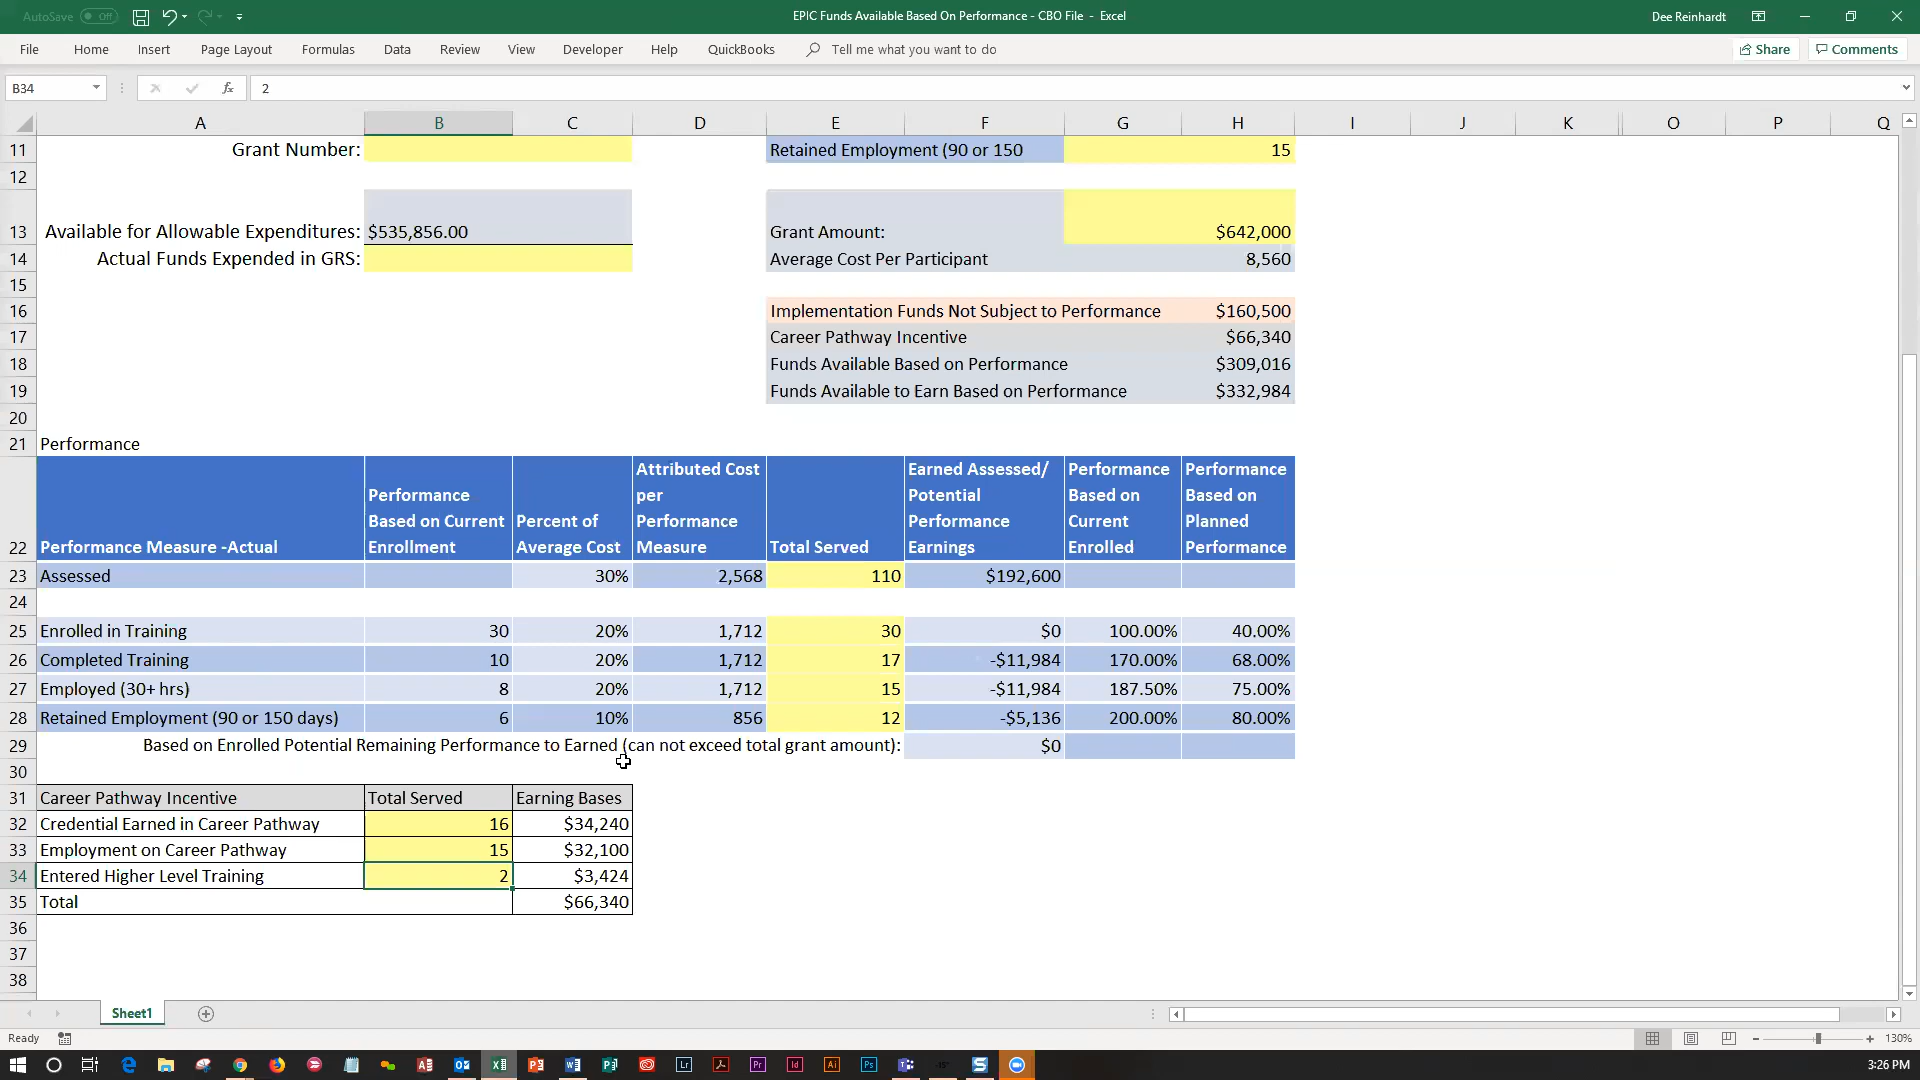 AutoSave Off
EPIC Funds Available Based On Performance - CBO File - Excel
Dee Reinhardt
File Home Insert Page Layout Formulas Data Review View Developer Help QuickBooks Tell me what you want to do Share Comments
B34 fx 2
A B C D E F G H I J K O P Q
11 Grant Number: Retained Employment (90 or 150 15
12
13 Available for Allowable Expenditures: $535,856.00 Grant Amount: $642,000
14 Actual Funds Expended in GRS: Average Cost Per Participant 8,560
15
16 Implementation Funds Not Subject to Performance $160,500
17 Career Pathway Incentive $66,340
18 Funds Available Based on Performance $309,016
19 Funds Available to Earn Based on Performance $332,984
20
21 Performance
22 Performance Measure -Actual
Performance
Based on Current
Enrollment
Percent of
Average Cost
Attributed Cost
per
Performance
Measure
Total Served
Earned Assessed/
Potential
Performance
Earnings
Performance
Based on
Current
Enrolled
Performance
Based on
Planned
Performance
23 Assessed 30% 2,568 110 $192,600
24
25 Enrolled in Training 30 20% 1,712 30 $0 100.00% 40.00%
26 Completed Training 10 20% 1,712 17 -$11,984 170.00% 68.00%
27 Employed (30+ hrs) 8 20% 1,712 15 -$11,984 187.50% 75.00%
28 Retained Employment (90 or 150 days) 6 10% 856 12 -$5,136 200.00% 80.00%
29 Based on Enrolled Potential Remaining Performance to Earned (can not exceed total grant amount): $0
30
31 Career Pathway Incentive Total Served Earning Bases
32 Credential Earned in Career Pathway 16 $34,240
33 Employment on Career Pathway 15 $32,100
34 Entered Higher Level Training 2 $3,424
35 Total $66,340
36
37
38
Sheet1
Ready
130%
Lr Pr Id Ai Ps
3:26 PM